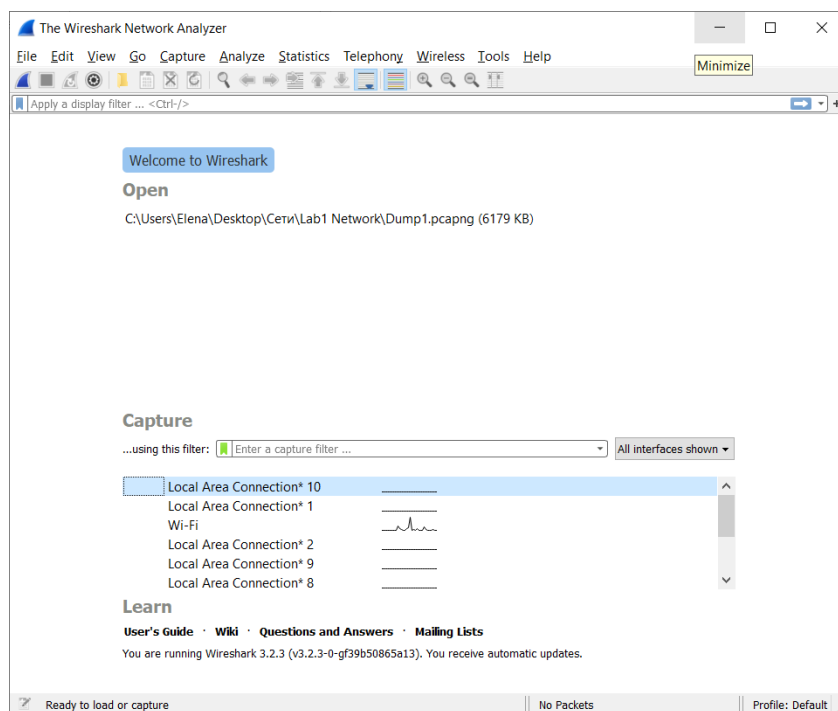 The Wireshark Network Analyzer
File Edit View Go Capture Analyze Statistics Telephony Wireless Tools Help
Minimize
Apply a display filter ... <Ctrl-/>
Welcome to Wireshark
Open
C:\Users\Elena\Desktop\Сети\Lab1 Network\Dump1.pcapng (6179 KB)
Capture
...using this filter: Enter a capture filter ... All interfaces shown
Local Area Connection* 10
Local Area Connection* 1
Wi-Fi
Local Area Connection* 2
Local Area Connection* 9
Local Area Connection* 8
Learn
User's Guide · Wiki · Questions and Answers · Mailing Lists
You are running Wireshark 3.2.3 (v3.2.3-0-gf39b50865a13). You receive automatic updates.
Ready to load or capture No Packets Profile: Default